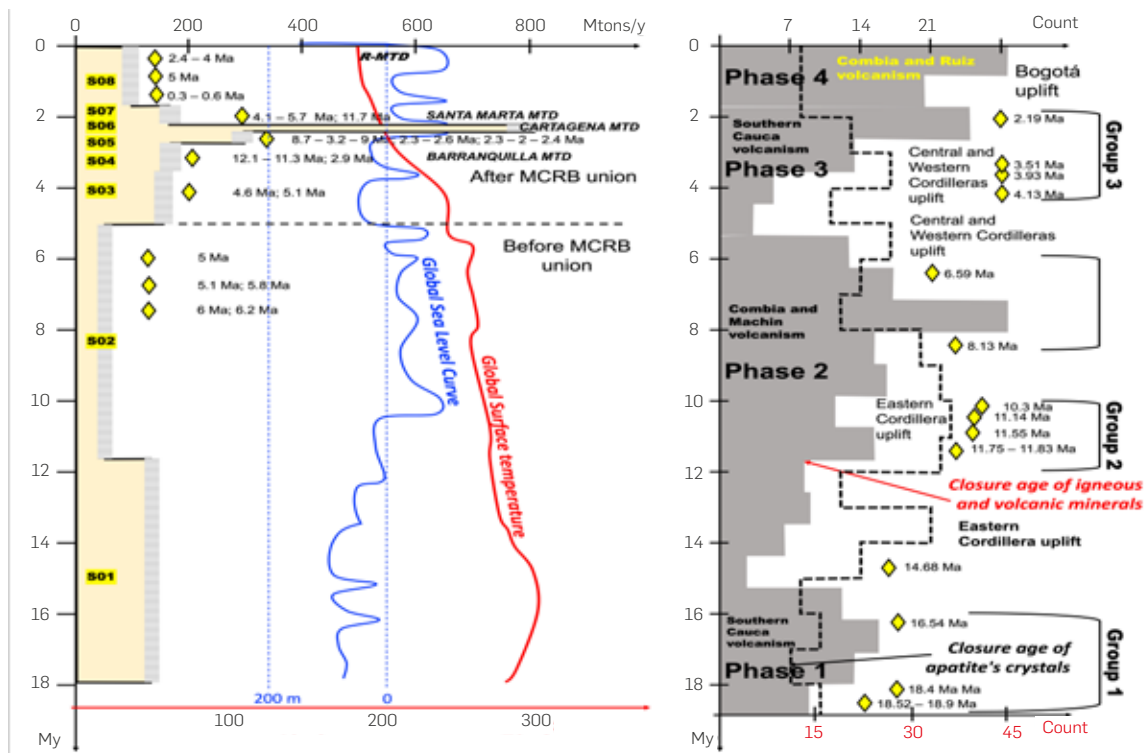 0
200
400
600
800
Mtons/y
0
2
4
6
8
10
12
14
16
18
My
S08
S07
S06
S05
S04
S03
S02
S01
2.4 – 4 Ma
5 Ma
0.3 – 0.6 Ma
4.1 – 5.7 Ma; 11.7 Ma
8.7 – 3.2 – 9 Ma; 2.3 – 2.6 Ma; 2.3 – 2 – 2.4 Ma
12.1 – 11.3 Ma; 2.9 Ma
4.6 Ma; 5.1 Ma
5 Ma
5.1 Ma; 5.8 Ma
6 Ma; 6.2 Ma
R-MTD
SANTA MARTA MTD
CARTAGENA MTD
BARRANQUILLA MTD
After MCRB
union
Before MCRB
union
Global Sea Level Curve
Global Surface temperature
200 m
0
100
200
300
7
14
21
Count
0
2
4
6
8
10
12
14
16
18
My
Phase 4
Combia and Ruiz
volcanism
Bogotá
uplift
Southern
Cauca
volcanism
Phase 3
2.19 Ma
Central and
Western
Cordilleras
uplift
3.51 Ma
3.93 Ma
4.13 Ma
Group 3
Central and
Western Cordilleras
uplift
6.59 Ma
Combia and
Machin
volcanism
8.13 Ma
Phase 2
Eastern
Cordillera
uplift
10.3 Ma
11.14 Ma
11.55 Ma
11.75 – 11.83 Ma
Group 2
Closure age of igneous
and volcanic minerals
Eastern
Cordillera uplift
14.68 Ma
Southern
Cauca
volcanism
16.54 Ma
Closure age of
apatite's crystals
Phase 1
18.4 Ma Ma
18.52 – 18.9 Ma
Group 1
15
30
45
Count